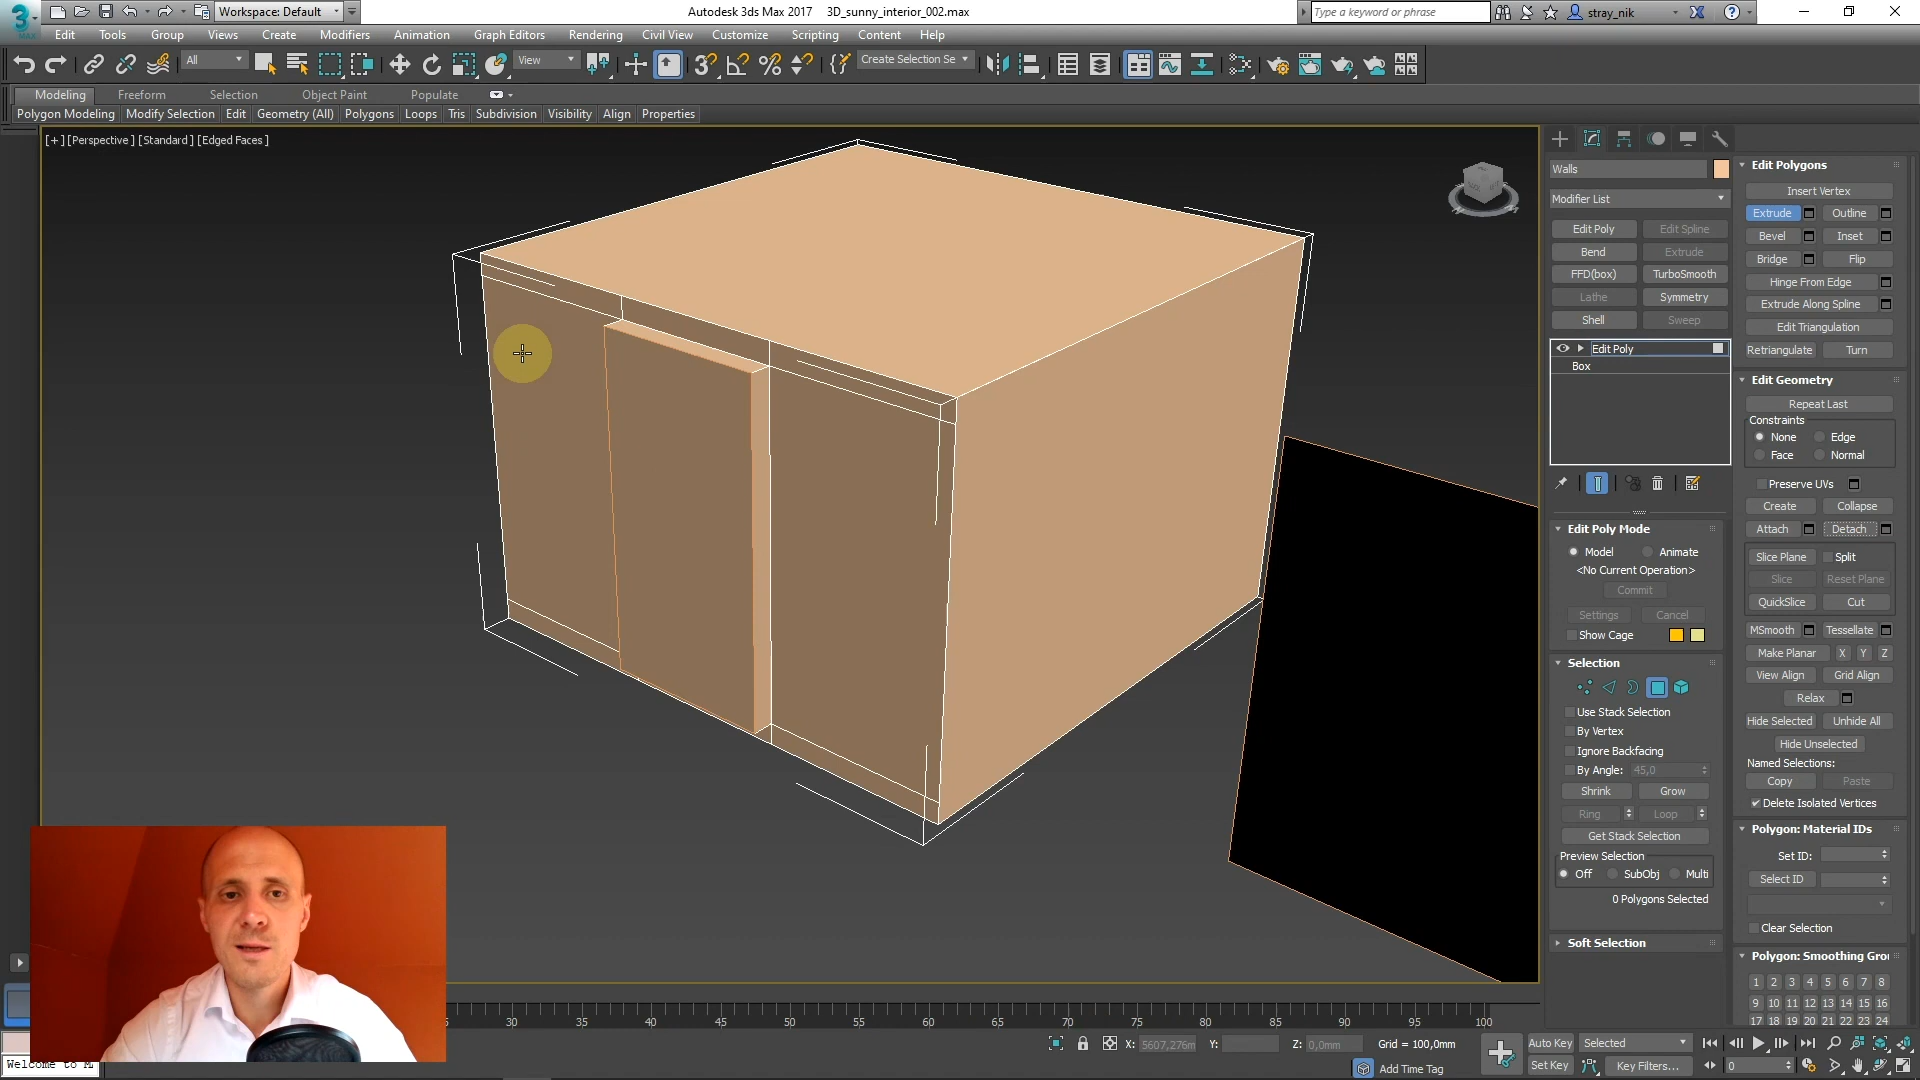 Workspace: Default
Autodesk 3ds Max 2017 3D_sunny_interior_002.max
Type a keyword or phrase
stray_nik
3
MAX
Edit Tools Group Views Create Modifiers Animation Graph Editors Rendering Civil View Customize Scripting Content Help
All View Create Selection Se
Modeling Freeform Selection Object Paint Populate
Polygon Modeling Modify Selection Edit Geometry (All) Polygons Loops Tris Subdivision Visibility Align Properties
[+] [Perspective ] [Standard ] [Edged Faces ]
Walls
Modifier List
Edit Poly Edit Spline
Bend Extrude
FFD(box) TurboSmooth
Lathe Symmetry
Shell Sweep
Edit Poly
Box
Edit Poly Mode
Model Animate
<No Current Operation>
Commit
Settings Cancel
Show Cage
Selection
Use Stack Selection
By Vertex
Ignore Backfacing
By Angle: 45,0
Shrink Grow
Ring Loop
Get Stack Selection
Preview Selection
Off SubObj Multi
0 Polygons Selected
Soft Selection
Edit Polygons
Insert Vertex
Extrude Outline
Bevel Inset
Bridge Flip
Hinge From Edge
Extrude Along Spline
Edit Triangulation
Retriangulate Turn
Edit Geometry
Repeat Last
Constraints
None Edge
Face Normal
Preserve UVs
Create Collapse
Attach Detach
Slice Plane Split
Slice Reset Plane
QuickSlice Cut
MSmooth Tessellate
Make Planar X Y Z
View Align Grid Align
Relax
Hide Selected Unhide All
Hide Unselected
Named Selections:
Copy Paste
Delete Isolated Vertices
Polygon: Material IDs
Set ID:
Select ID
Clear Selection
Polygon: Smoothing Grou
1 2 3 4 5 6 7 8
9 10 11 12 13 14 15 16
17 18 19 20 21 22 23 24
30 35 40 45 50 55 60 65 70 75 80 85 90 95 100
X: 5607,276m Y: Z: 0,0mm Grid = 100,0mm
Auto Key Selected
Welcome to M
Add Time Tag
Set Key Key Filters... 0